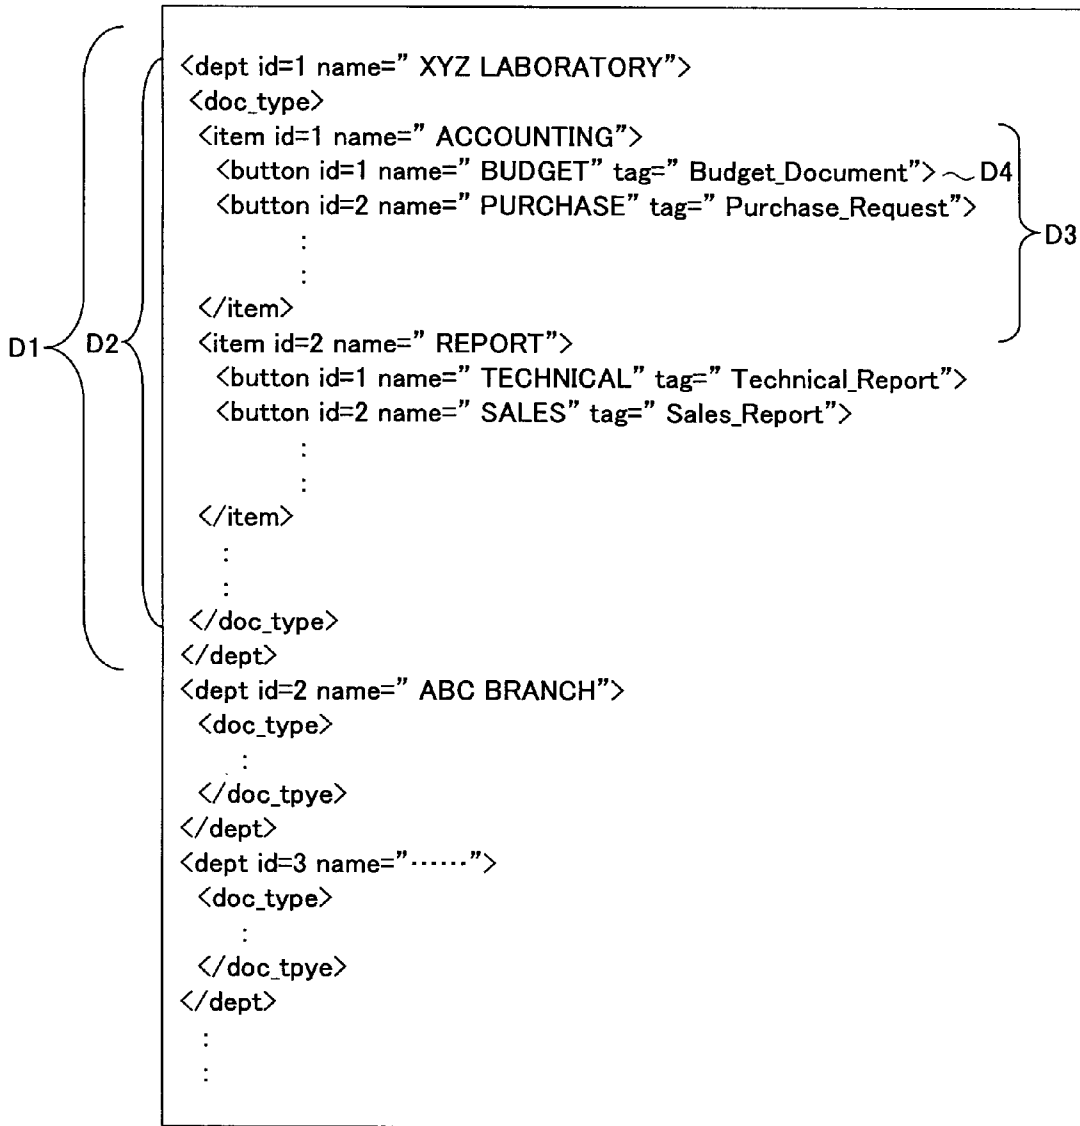 <dept id=1 name=” XYZ LABORATORY”>
<doc_type>
<item id=1 name=” ACCOUNTING”>
<button id=1 name=” BUDGET” tag=” Budget_Document”> ～ D4
<button id=2 name=” PURCHASE” tag=” Purchase_Request”>
:
:
D3
</item>
D1 D2 <item id=2 name=” REPORT”>
<button id=1 name=” TECHNICAL” tag=” Technical_Report”>
<button id=2 name=” SALES” tag=” Sales_Report”>
:
:
</item>
:
:
</doc_type>
</dept>
<dept id=2 name=” ABC BRANCH”>
<doc_type>
:
</doc_tpye>
</dept>
<dept id=3 name=”‥‥‥”>
<doc_type>
:
</doc_tpye>
</dept>
:
: